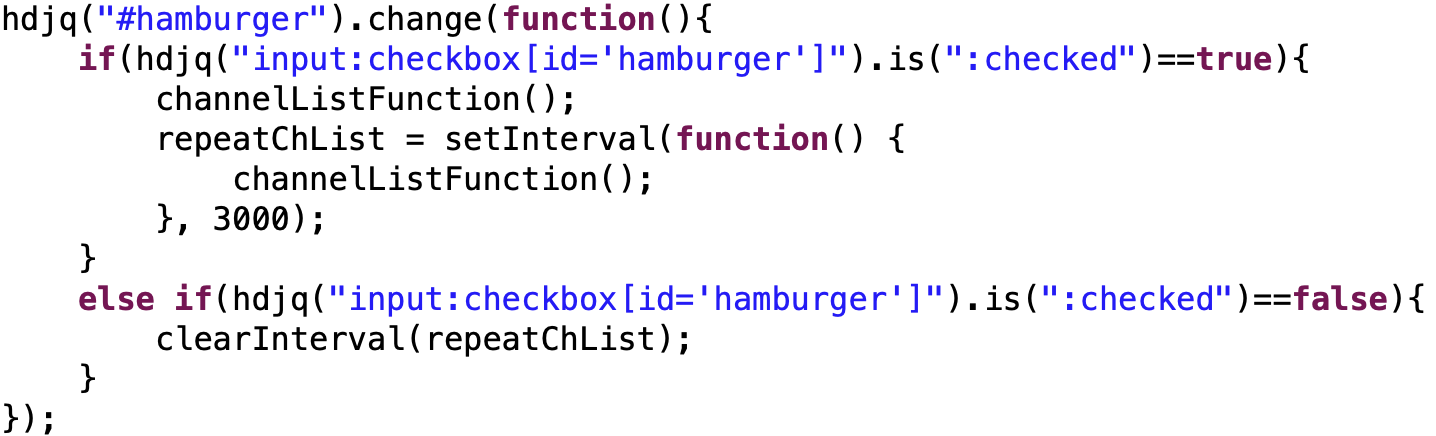 hdjq("#hamburger").change(function(){
    if(hdjq("input:checkbox[id='hamburger']").is(":checked")==true){
        channelListFunction();
        repeatChList = setInterval(function() {
            channelListFunction();
        }, 3000);
    }
    else if(hdjq("input:checkbox[id='hamburger']").is(":checked")==false){
        clearInterval(repeatChList);
    }
});